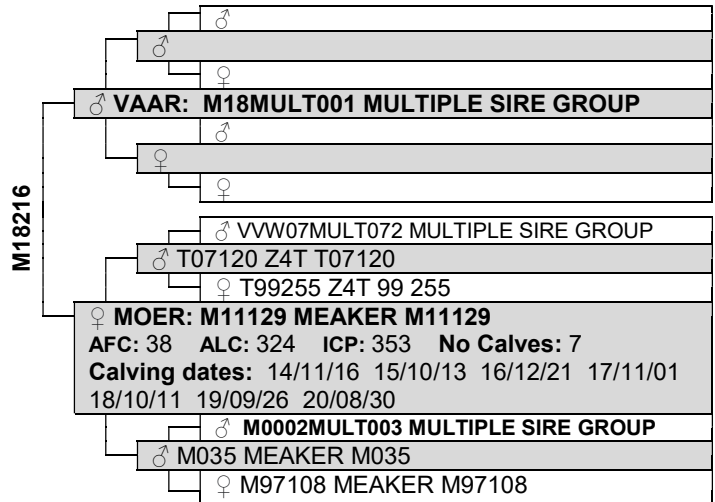 ♂
♂
♀
♂ VAAR: M18MULT001 MULTIPLE SIRE GROUP
♂
♀
♀
M18216
♂ VVW07MULT072 MULTIPLE SIRE GROUP
♂ T07120 Z4T T07120
♀ T99255 Z4T 99 255
♀ MOER: M11129 MEAKER M11129
AFC: 38 ALC: 324 ICP: 353 No Calves: 7
Calving dates: 14/11/16 15/10/13 16/12/21 17/11/01
18/10/11 19/09/26 20/08/30
♂ M0002MULT003 MULTIPLE SIRE GROUP
♂ M035 MEAKER M035
♀ M97108 MEAKER M97108